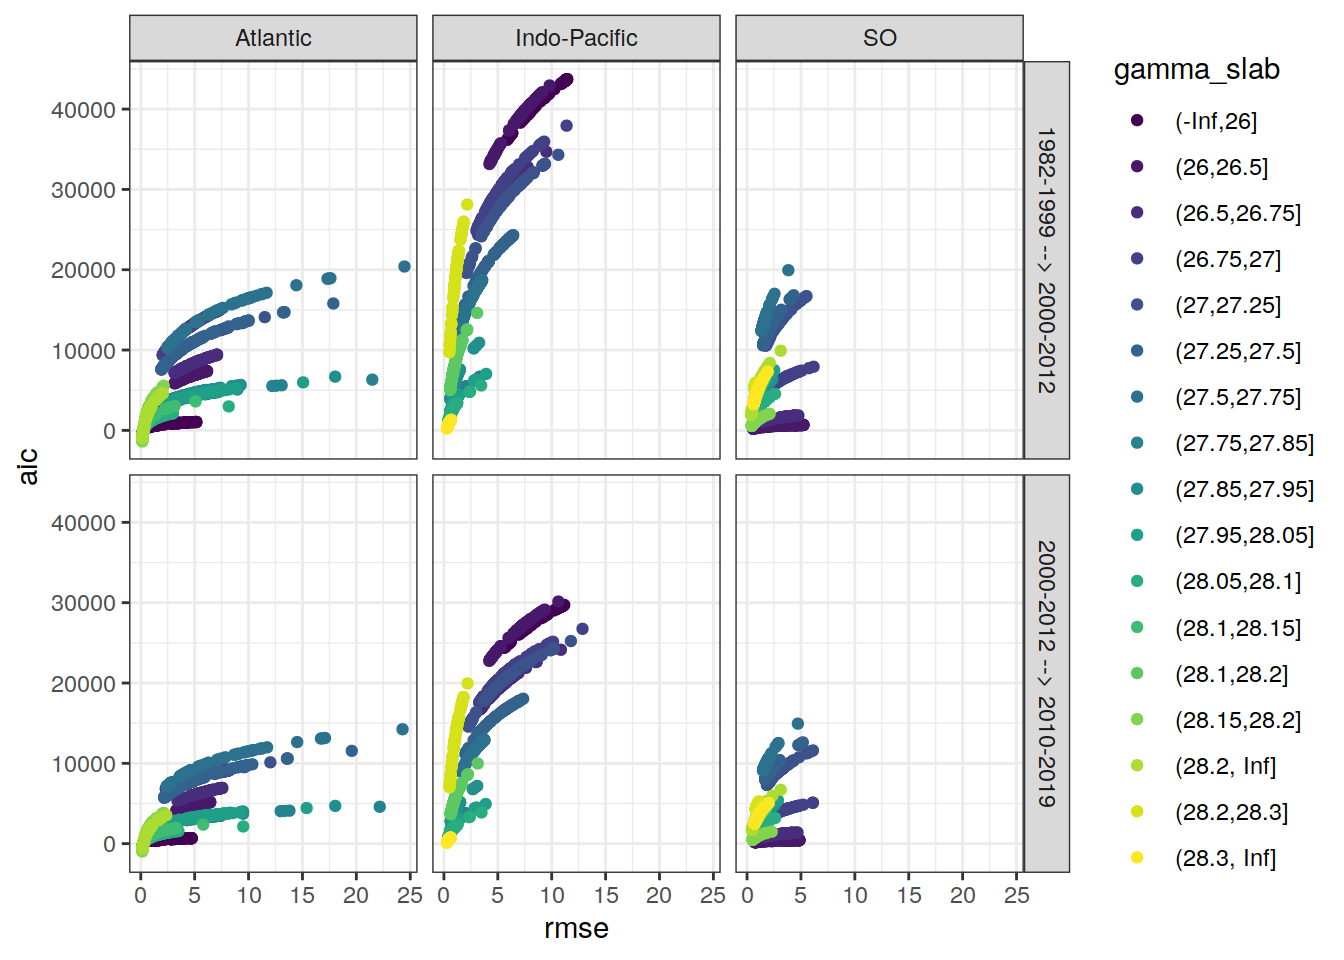 Atlantic
Indo-Pacific
SO
gamma_slab
40000
30000
20000
10000
0
1982-1999 --> 2000-2012
40000
30000
20000
10000
0
2000-2012 --> 2010-2019
aic
0 5 10 15 20 25
0 5 10 15 20 25
0 5 10 15 20 25
rmse
(-Inf,26]
(26,26.5]
(26.5,26.75]
(26.75,27]
(27,27.25]
(27.25,27.5]
(27.5,27.75]
(27.75,27.85]
(27.85,27.95]
(27.95,28.05]
(28.05,28.1]
(28.1,28.15]
(28.1,28.2]
(28.15,28.2]
(28.2, Inf]
(28.2,28.3]
(28.3, Inf]